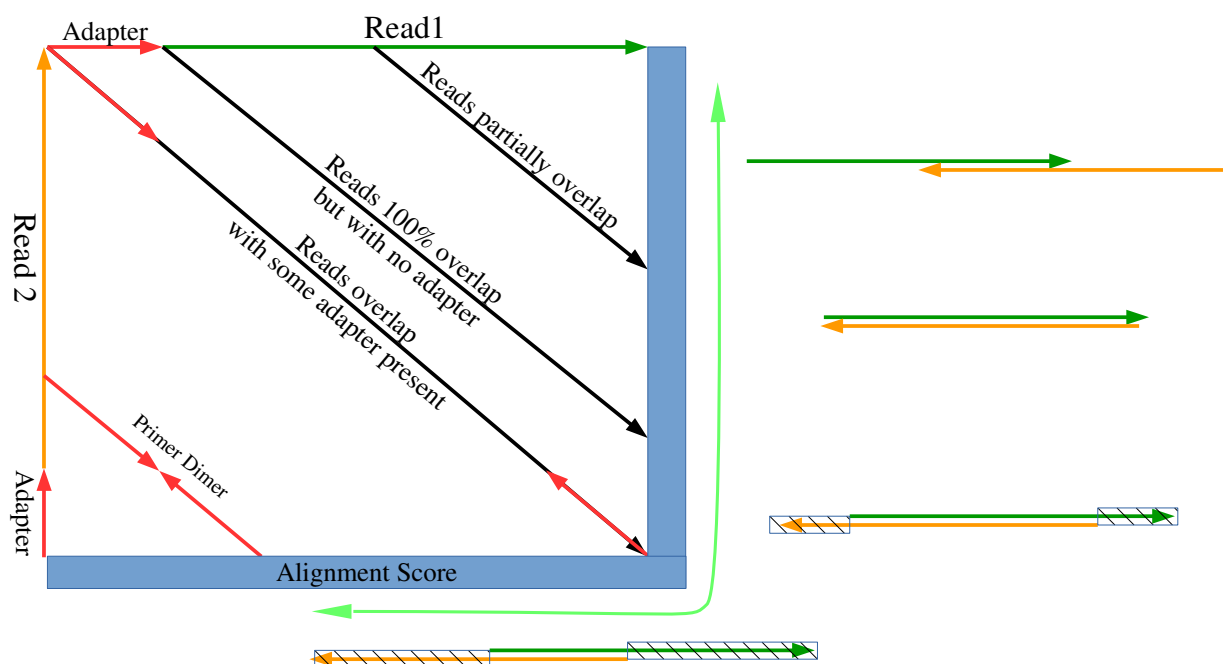 Adapter
Read1
Reads partially overlap
Reads 100% overlap
but with no adapter
Reads overlap
with some adapter present
Read 2
Primer Dimer
Adapter
Alignment Score